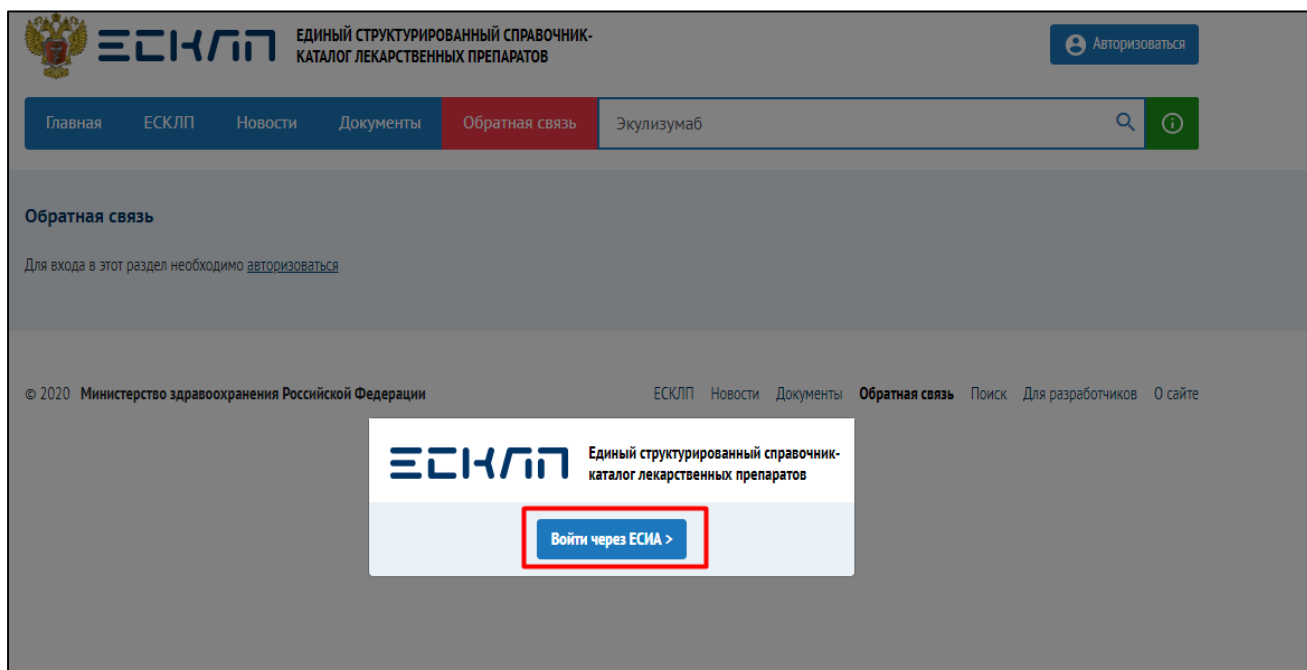 ЕСКЛП
ЕДИНЫЙ СТРУКТУРИРОВАННЫЙ СПРАВОЧНИК-
КАТАЛОГ ЛЕКАРСТВЕННЫХ ПРЕПАРАТОВ
Авторизоваться
Главная ЕСКЛП Новости Документы Обратная связь Экулизумаб
Обратная связь
Для входа в этот раздел необходимо авторизоваться
© 2020 Министерство здравоохранения Российской Федерации ЕСКЛП Новости Документы Обратная связь Поиск Для разработчиков О сайте
ЕСКЛП
Единый структурированный справочник-
каталог лекарственных препаратов
Войти через ЕСИА >